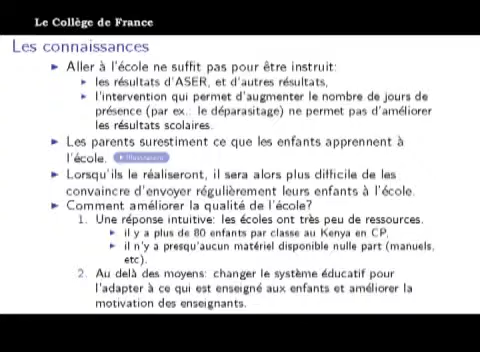 Le Collège de France
Les connaissances
► Aller à l'école ne suffit pas pour être instruit:
► les résultats d'ASER, et d'autres résultats,
► l'intervention qui permet d'augmenter le nombre de jours de
présence (par ex.: le déparasitage) ne permet pas d'améliorer
les résultats scolaires.
► Les parents surestiment ce que les enfants apprennent à
l'école.
► Lorsqu'ils le réaliseront, il sera alors plus difficile de les
convaincre d'envoyer régulièrement leurs enfants à l'école.
► Comment améliorer la qualité de l'école?
1. Une réponse intuitive: les écoles ont très peu de ressources.
► il y a plus de 80 enfants par classe au Kenya en CP,
► il n'y a presqu'aucun matériel disponible nulle part (manuels,
etc).
2. Au delà des moyens: changer le système éducatif pour
l'adapter à ce qui est enseigné aux enfants et améliorer la
motivation des enseignants.